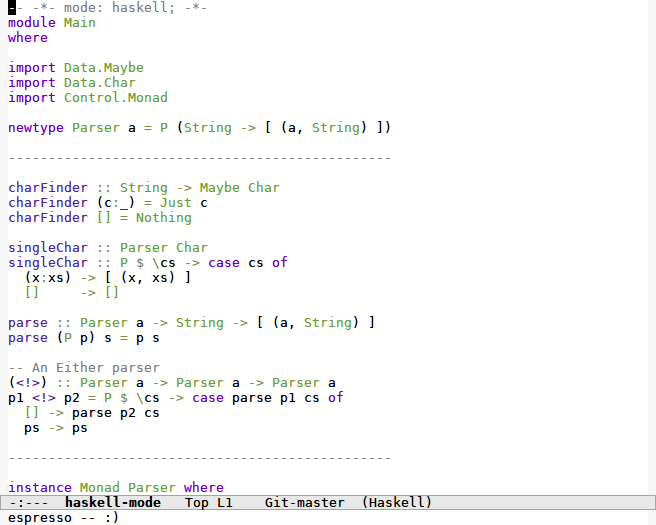 -- -*- mode: haskell; -*-
module Main
where

import Data.Maybe
import Data.Char
import Control.Monad

newtype Parser a = P (String -> [ (a, String) ])

------------------------------------------------

charFinder :: String -> Maybe Char
charFinder (c:_) = Just c
charFinder [] = Nothing

singleChar :: Parser Char
singleChar :: P $ \cs -> case cs of
  (x:xs) -> [ (x, xs) ]
  []     -> []

parse :: Parser a -> String -> [ (a, String) ]
parse (P p) s = p s

-- An Either parser
(<!>) :: Parser a -> Parser a -> Parser a
p1 <!> p2 = P $ \cs -> case parse p1 cs of
  [] -> parse p2 cs
  ps -> ps

------------------------------------------------

instance Monad Parser where
-:---  haskell-mode   Top L1    Git-master  (Haskell)
espresso -- :)